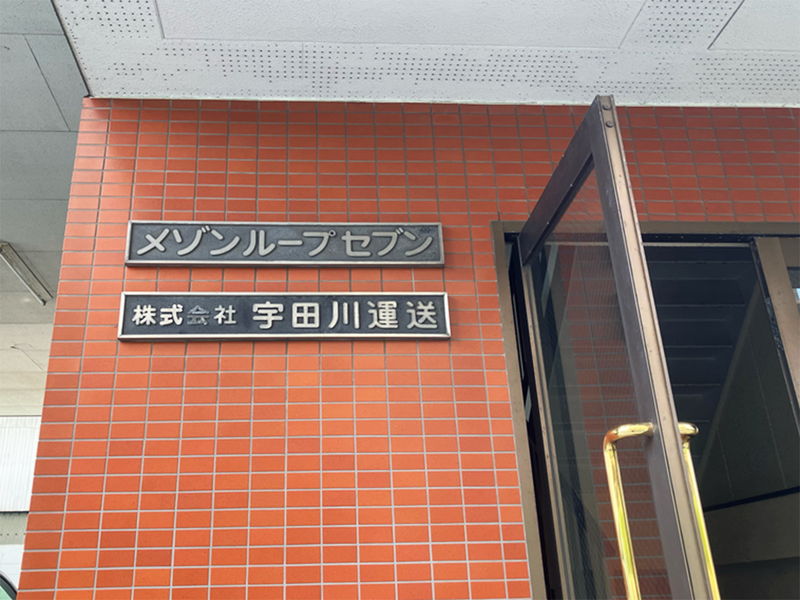 メゾンループセブン
株式会社 宇田川運送